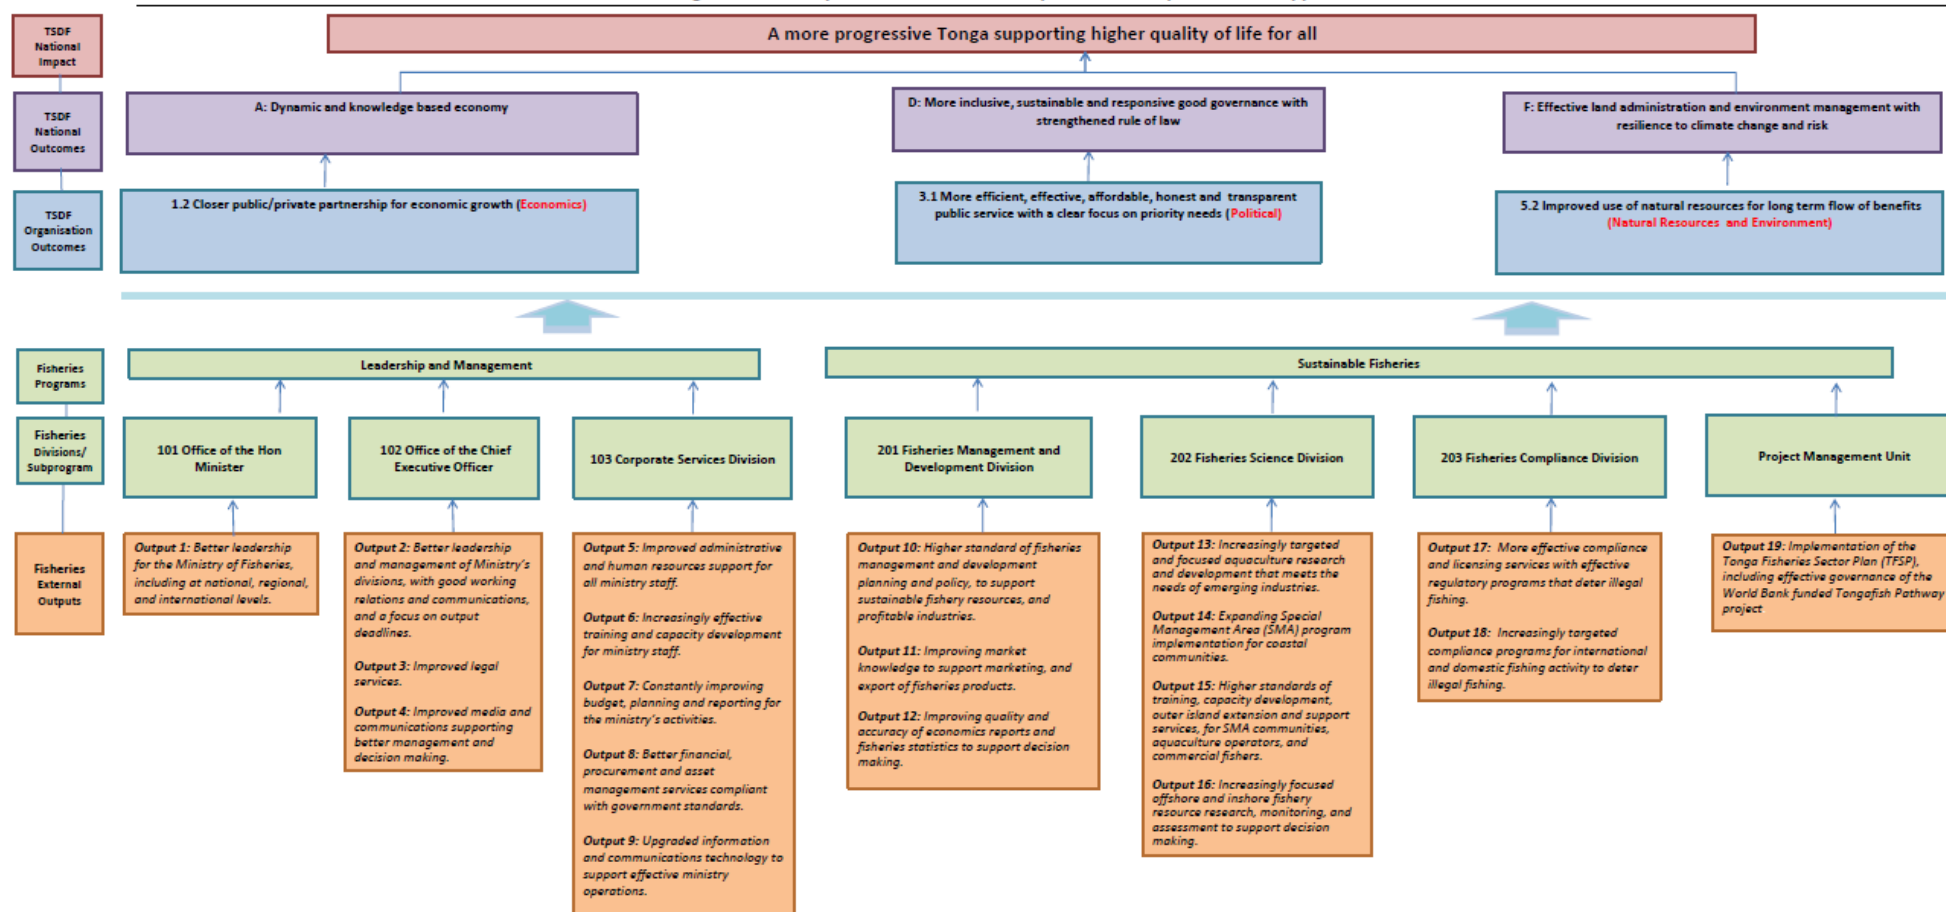 TSDF
National
Impact
A more progressive Tonga supporting higher quality of life for all
TSDF
National
Outcomes
A: Dynamic and knowledge based economy
D: More inclusive, sustainable and responsive good governance with
strengthened rule of law
F: Effective land administration and environment management with
resilience to climate change and risk
TSDF
Organisation
Outcomes
1.2 Closer public/private partnership for economic growth (Economics)
3.1 More efficient, effective, affordable, honest and transparent
public service with a clear focus on priority needs (Political)
5.2 Improved use of natural resources for long term flow of benefits
(Natural Resources and Environment)
Fisheries
Programs
Leadership and Management
Sustainable Fisheries
Fisheries
Divisions/
Subprogram
101 Office of the Hon
Minister
102 Office of the Chief
Executive Officer
103 Corporate Services Division
201 Fisheries Management and
Development Division
202 Fisheries Science Division
203 Fisheries Compliance Division
Project Management Unit
Fisheries
External
Outputs
Output 1: Better leadership
for the Ministry of Fisheries,
including at national, regional,
and international levels.
Output 2: Better leadership
and management of Ministry's
divisions, with good working
relations and communications,
and a focus on output
deadlines.
Output 3: Improved legal
services.
Output 4: Improved media and
communications supporting
better management and
decision making.
Output 5: Improved administrative
and human resources support for
all ministry staff.
Output 6: Increasingly effective
training and capacity development
for ministry staff.
Output 7: Constantly improving
budget, planning and reporting for
the ministry's activities.
Output 8: Better financial,
procurement and asset
management services compliant
with government standards.
Output 9: Upgraded information
and communications technology to
support effective ministry
operations.
Output 10: Higher standard of fisheries
management and development
planning and policy, to support
sustainable fishery resources, and
profitable industries.
Output 11: Improving market
knowledge to support marketing, and
export of fisheries products.
Output 12: Improving quality and
accuracy of economics reports and
fisheries statistics to support decision
making.
Output 13: Increasingly targeted
and focused aquaculture research
and development that meets the
needs of emerging industries.
Output 14: Expanding Special
Management Area (SMA) program
implementation for coastal
communities.
Output 15: Higher standards of
training, capacity development,
outer island extension and support
services, for SMA communities,
aquaculture operators, and
commercial fishers.
Output 16: Increasingly focused
offshore and inshore fishery
resource research, monitoring, and
assessment to support decision
making.
Output 17: More effective compliance
and licensing services with effective
regulatory programs that deter illegal
fishing.
Output 18: Increasingly targeted
compliance programs for international
and domestic fishing activity to deter
illegal fishing.
Output 19: Implementation of the
Tonga Fisheries Sector Plan (TFSP),
including effective governance of the
World Bank funded Tongafish Pathway
project